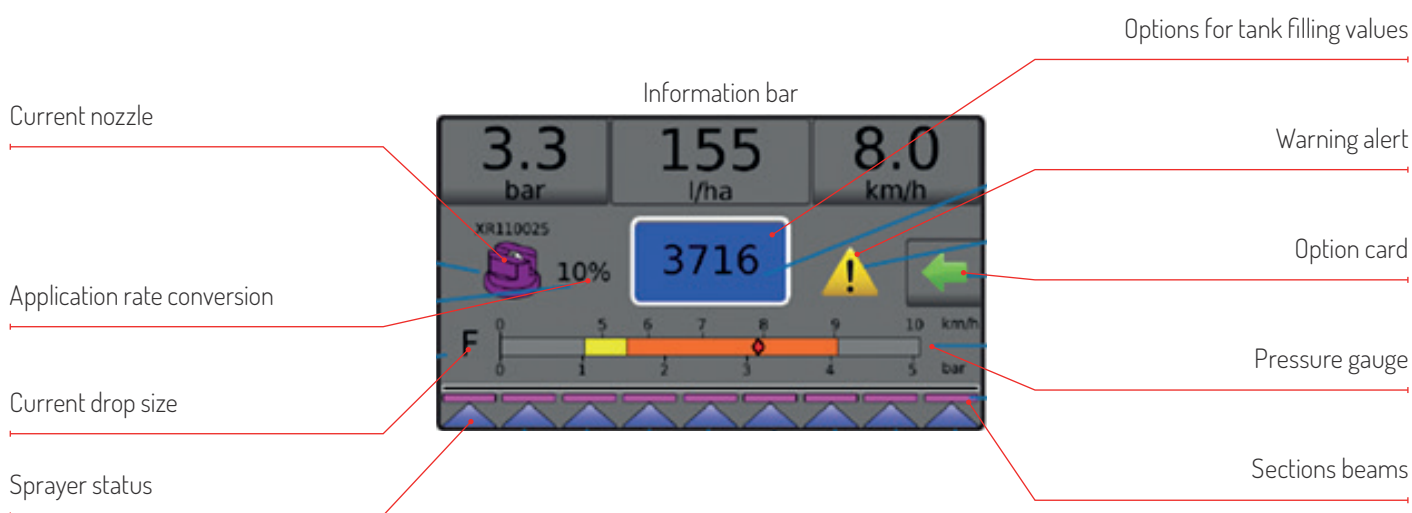 Options for tank filling values
Information bar
Current nozzle
Warning alert
3.3 155 8.0
bar l/ha km/h
XR110025
10% 3716
Option card
Application rate conversion
0 5 6 7 8 9 10 km/h
F
0 1 2 3 4 5 bar
Pressure gauge
Current drop size
Sections beams
Sprayer status